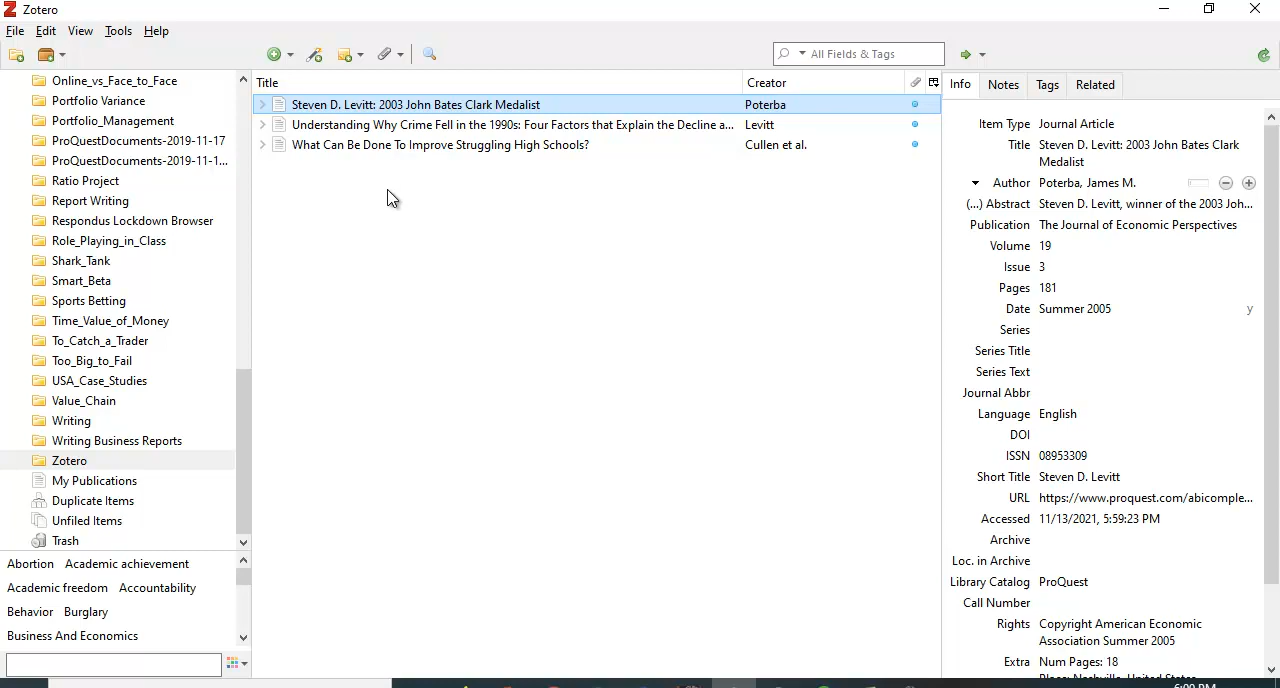 Zotero
File Edit View Tools Help
All Fields & Tags
Online_vs_Face_to_Face
Portfolio Variance
Portfolio_Management
ProQuestDocuments-2019-11-17
ProQuestDocuments-2019-11-1...
Ratio Project
Report Writing
Respondus Lockdown Browser
Role_Playing_in_Class
Shark_Tank
Smart_Beta
Sports Betting
Time_Value_of_Money
To_Catch_a_Trader
Too_Big_to_Fail
USA_Case_Studies
Value_Chain
Writing
Writing Business Reports
Zotero
My Publications
Duplicate Items
Unfiled Items
Trash
Abortion Academic achievement
Academic freedom Accountability
Behavior Burglary
Business And Economics
Title Creator
Steven D. Levitt: 2003 John Bates Clark Medalist Poterba
Understanding Why Crime Fell in the 1990s: Four Factors that Explain the Decline a... Levitt
What Can Be Done To Improve Struggling High Schools? Cullen et al.
Info Notes Tags Related
Item Type Journal Article
Title Steven D. Levitt: 2003 John Bates Clark
Medalist
Author Poterba, James M.
(...) Abstract Steven D. Levitt, winner of the 2003 Joh...
Publication The Journal of Economic Perspectives
Volume 19
Issue 3
Pages 181
Date Summer 2005 y
Series
Series Title
Series Text
Journal Abbr
Language English
DOI
ISSN 08953309
Short Title Steven D. Levitt
URL https://www.proquest.com/abicomple...
Accessed 11/13/2021, 5:59:23 PM
Archive
Loc. in Archive
Library Catalog ProQuest
Call Number
Rights Copyright American Economic
Association Summer 2005
Extra Num Pages: 18